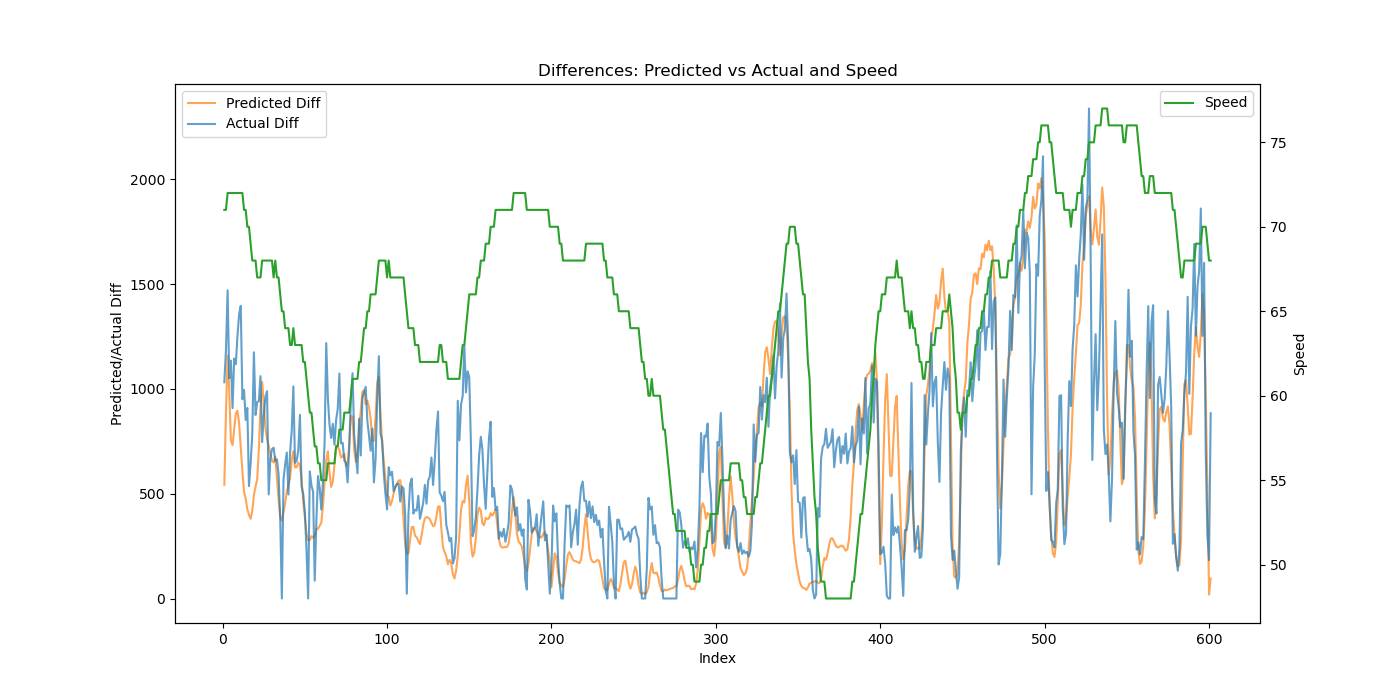 Differences: Predicted vs Actual and Speed
Predicted Diff
Actual Diff
Speed
Predicted/Actual Diff
2000
1500
1000
500
0
75
70
65
60
55
50
Speed
0 100 200 300 400 500 600
Index